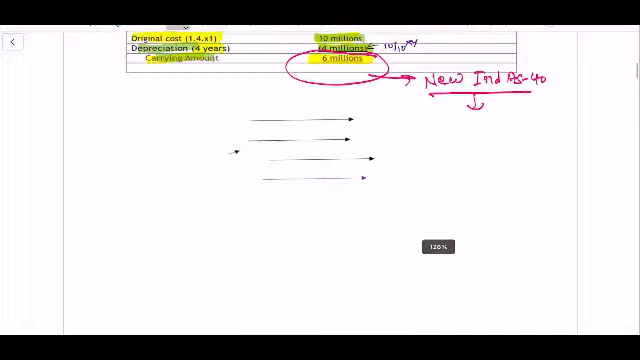 Original cost (1.4.x1) 10 millions
Depreciation (4 years) (4 millions)
Carrying Amount 6 millions
New Ind As-40
128%